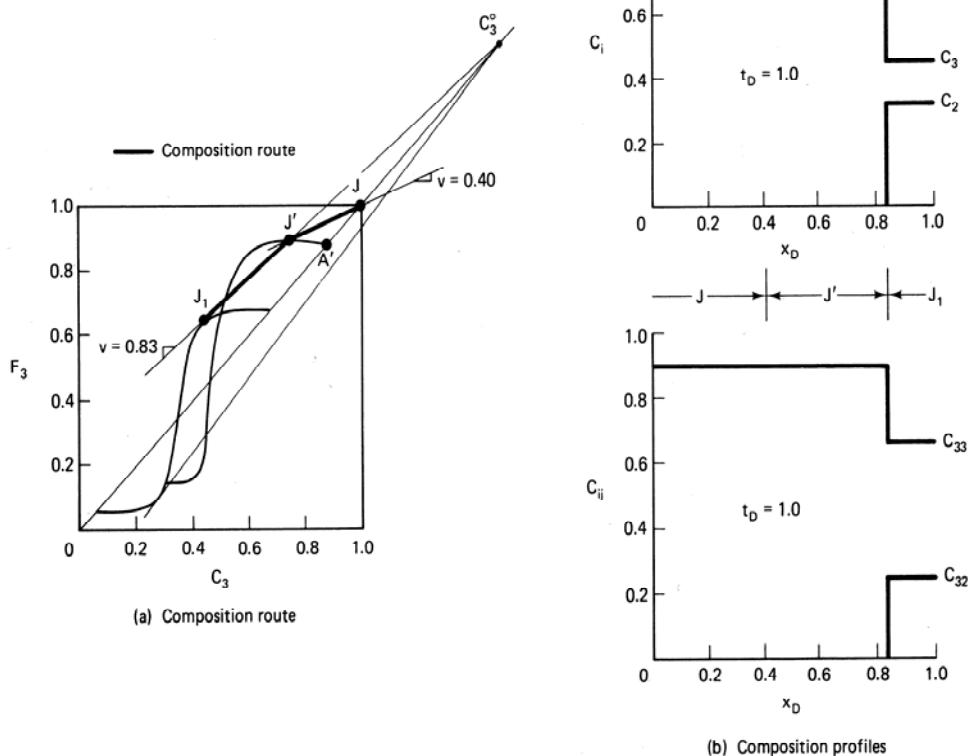 C₃°
Composition route
v = 0.40
J
1.0
J′
A′
0.8
J₁
v = 0.83
0.6
F₃
0.4
0.2
0 0.2 0.4 0.6 0.8 1.0
C₃
(a) Composition route
0.6
Cᵢ
C₃
t_D = 1.0
0.4
C₂
0.2
0 0.2 0.4 0.6 0.8 1.0
x_D
J J′ J₁
1.0
0.8
C₃₃
0.6
Cᵢᵢ
t_D = 1.0
0.4
C₃₂
0.2
0 0.2 0.4 0.6 0.8 1.0
x_D
(b) Composition profiles